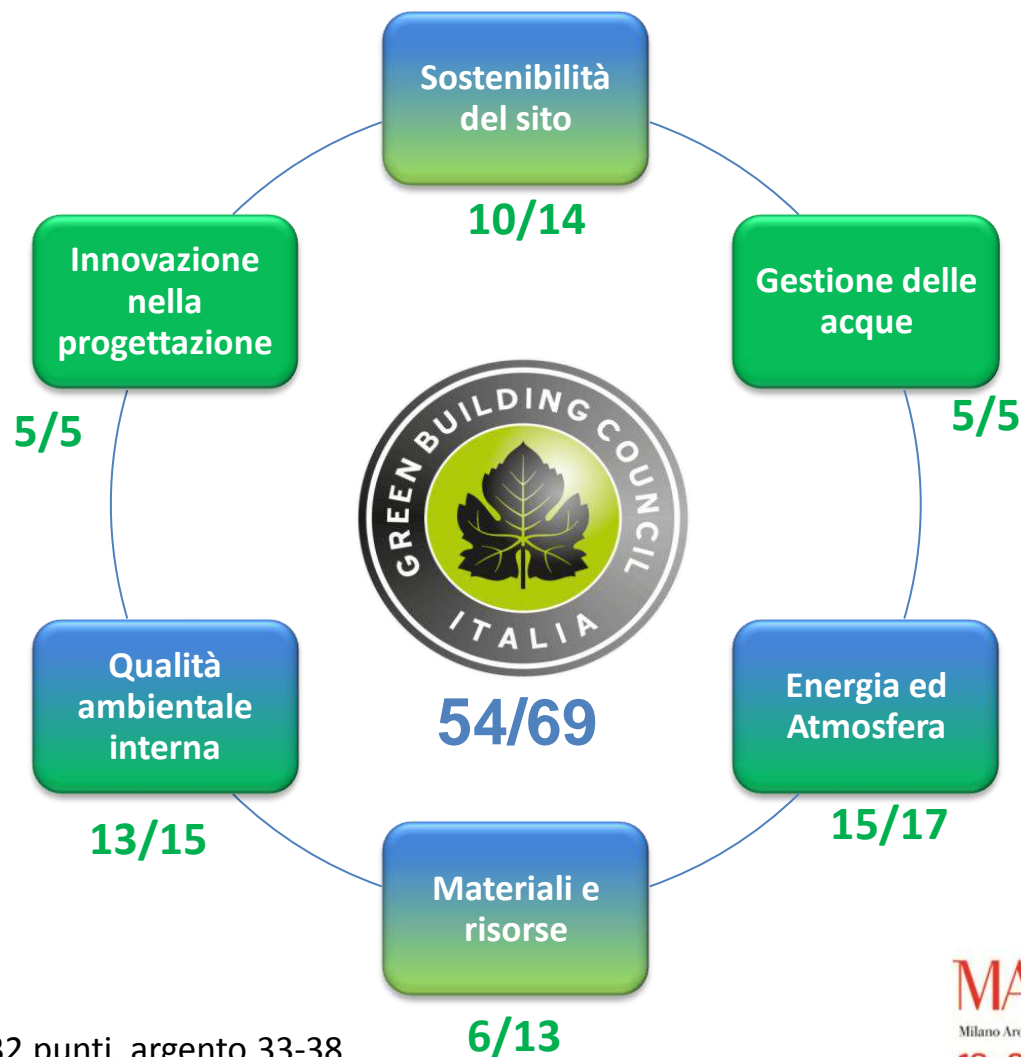 Sostenibilità
del sito
10/14
Innovazione
nella
progettazione
5/5
Gestione delle
acque
5/5
GREEN BUILDING COUNCIL
ITALIA
54/69
Qualità
ambientale
interna
13/15
Energia ed
Atmosfera
15/17
Materiali e
risorse
6/13
32 punti, argento 33-38
MA
Milano Arc